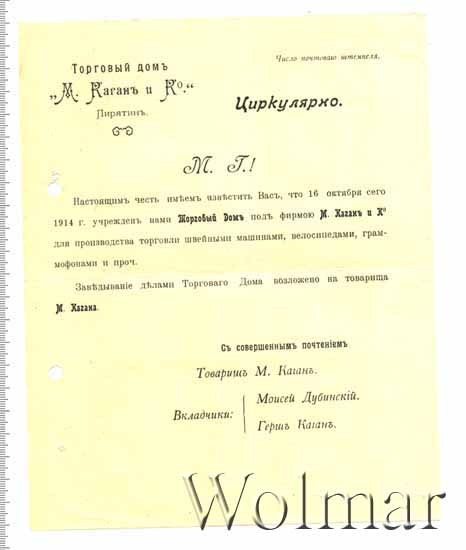 Торговый домъ
„М. Каганъ и Ко.“
Пирятинъ.
Число почтоваго штемпеля.
Циркулярно.
М. Г.!
Настоящимъ честь имѣемъ извѣстить Васъ, что 16 октября сего
1914 г. учрежденъ нами Торговый Домъ подъ фирмою М. Каганъ и Ко
для производства торговли швейными машинами, велосипедами, грам-
мофонами и проч.
Завѣдываніе дѣлами Торговаго Дома возложено на товарища
М. Кагана.
Съ совершеннымъ почтеніемъ
Товарищъ М. Каганъ.
Вкладчики:
Моисей Дубинскій.
Гершъ Каганъ.
Wolmar